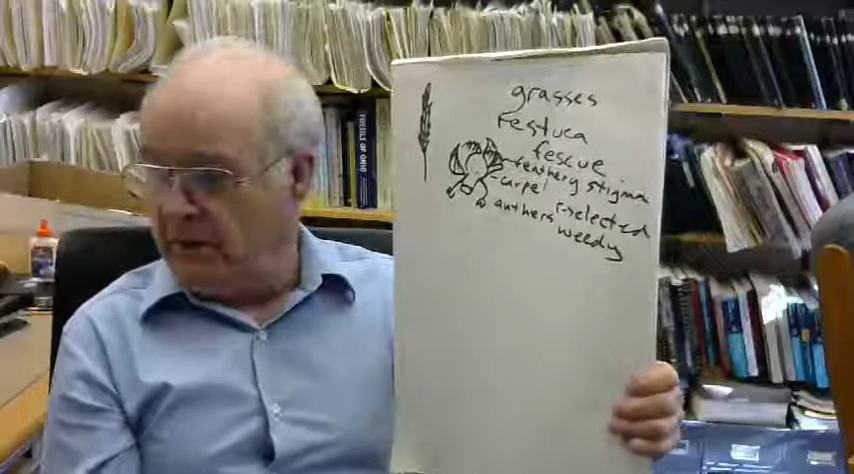 grasses
Festuca
fescue
-feathery stigma
-carpel
anthers
r-selected
weedy